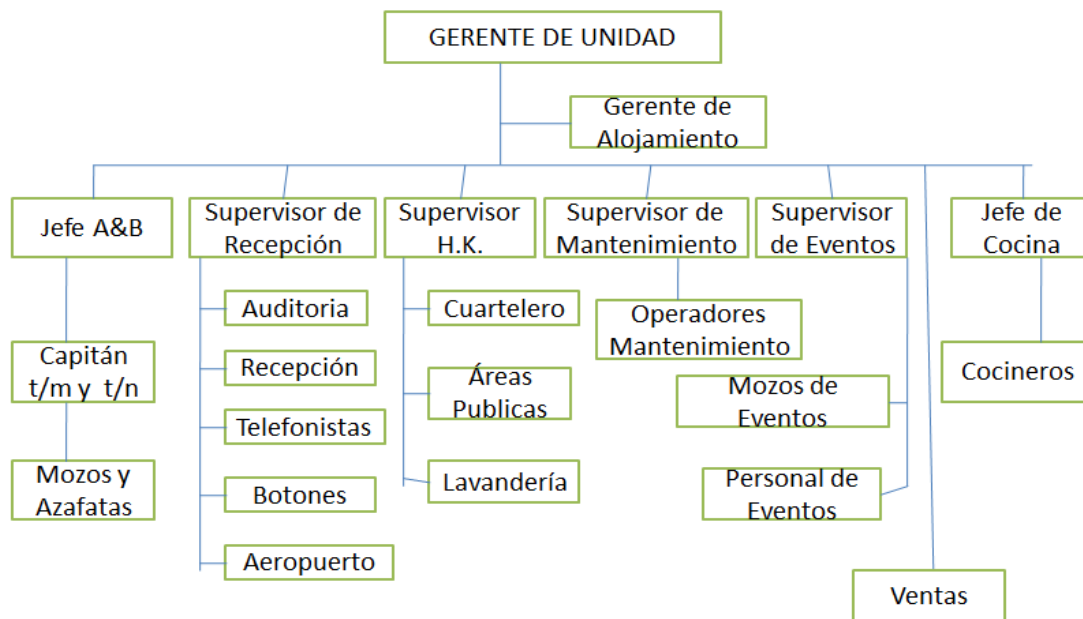 GERENTE DE UNIDAD
Gerente de
Alojamiento
Jefe A&B
Supervisor de
Recepción
Supervisor
H.K.
Supervisor de
Mantenimiento
Supervisor
de Eventos
Jefe de
Cocina
Auditoria
Recepción
Telefonistas
Botones
Aeropuerto
Cuartelero
Áreas
Publicas
Lavandería
Operadores
Mantenimiento
Mozos de
Eventos
Personal de
Eventos
Capitán
t/m y t/n
Mozos y
Azafatas
Cocineros
Ventas